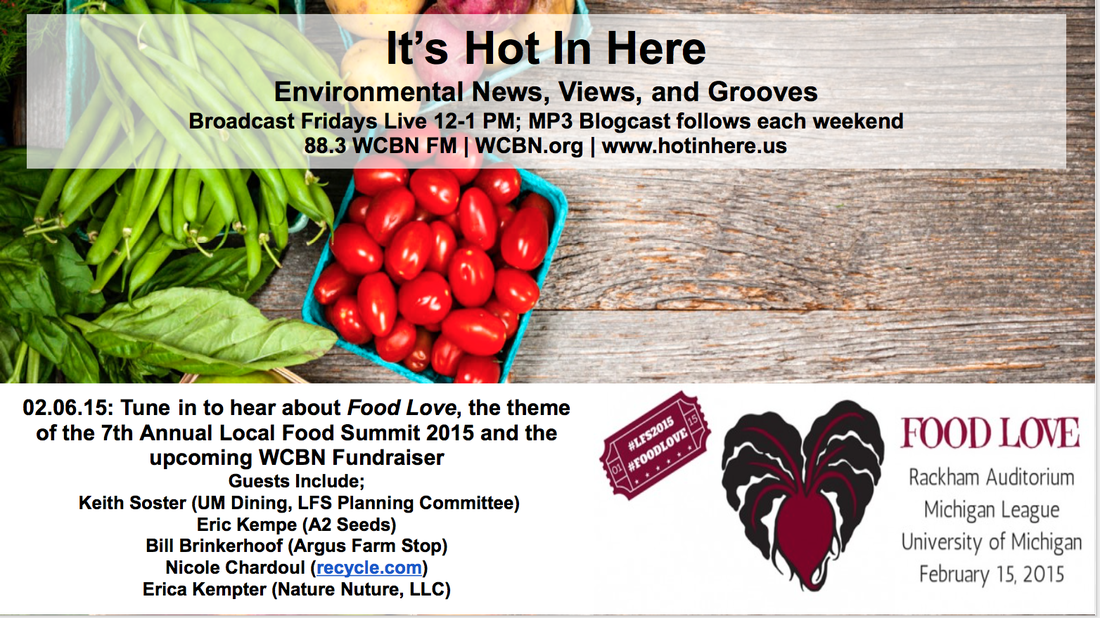 It's Hot In Here
Environmental News, Views, and Grooves
Broadcast Fridays Live 12-1 PM; MP3 Blogcast follows each weekend
88.3 WCBN FM | WCBN.org | www.hotinhere.us
02.06.15: Tune in to hear about Food Love, the theme
of the 7th Annual Local Food Summit 2015 and the
upcoming WCBN Fundraiser
Guests Include;
Keith Soster (UM Dining, LFS Planning Committee)
Eric Kempe (A2 Seeds)
Bill Brinkerhoof (Argus Farm Stop)
Nicole Chardoul (recycle.com)
Erica Kempter (Nature Nuture, LLC)
01
#LFS2015
#FOODLOVE
15
FOOD LOVE
Rackham Auditorium
Michigan League
University of Michigan
February 15, 2015